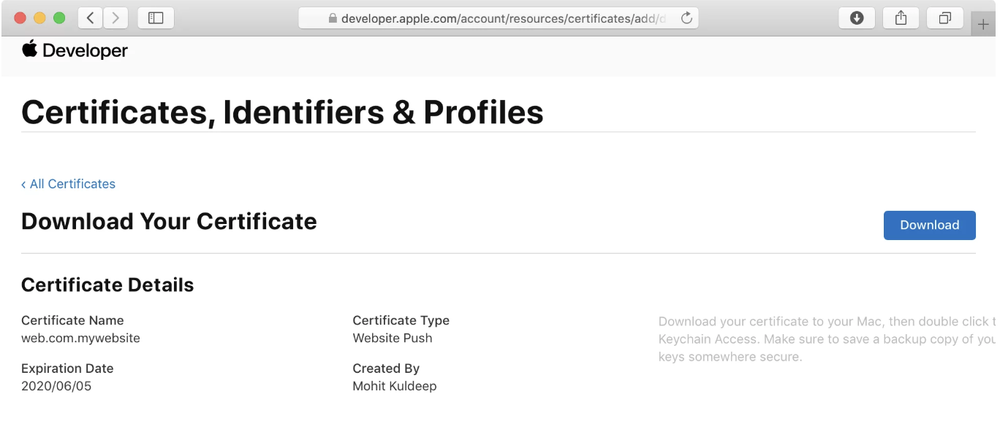 developer.apple.com/account/resources/certificates/add/d
Developer
Certificates, Identifiers & Profiles
‹ All Certificates
Download Your Certificate
Download
Certificate Details
Certificate Name
web.com.mywebsite
Certificate Type
Website Push
Download your certificate to your Mac, then double click t
Keychain Access. Make sure to save a backup copy of you
keys somewhere secure.
Expiration Date
2020/06/05
Created By
Mohit Kuldeep